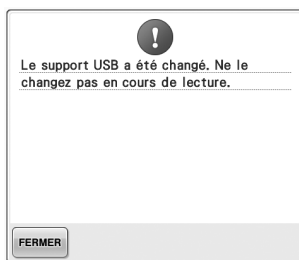 Le support USB a été changé. Ne le
changez pas en cours de lecture.
FERMER